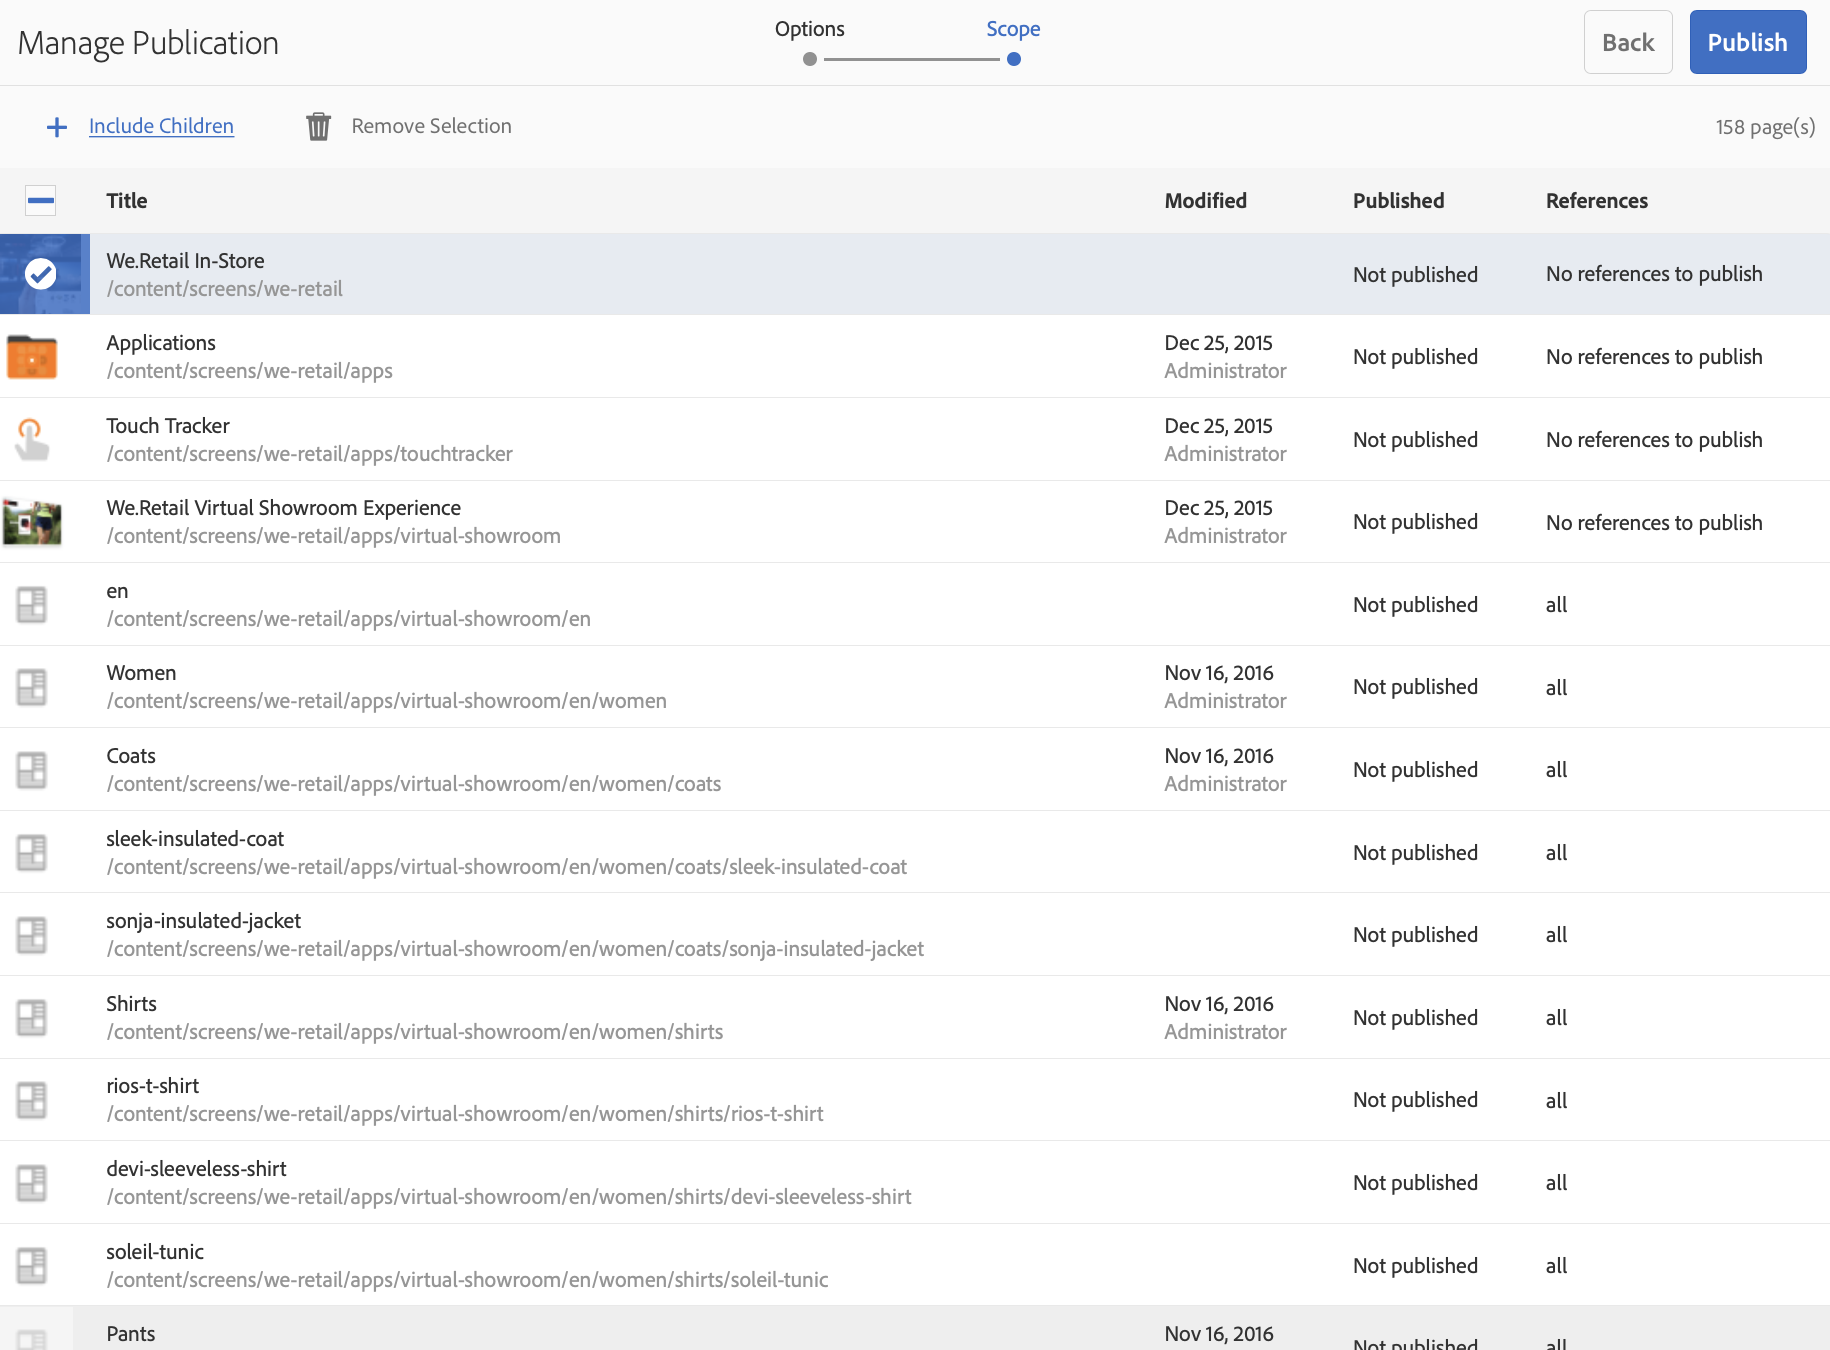 Manage Publication
Options
Scope
Back
Publish
Include Children
Remove Selection
158 page(s)
Title
Modified
Published
References
We.Retail In-Store
/content/screens/we-retail
Not published
No references to publish
Applications
/content/screens/we-retail/apps
Dec 25, 2015
Administrator
Not published
No references to publish
Touch Tracker
/content/screens/we-retail/apps/touchtracker
Dec 25, 2015
Administrator
Not published
No references to publish
We.Retail Virtual Showroom Experience
/content/screens/we-retail/apps/virtual-showroom
Dec 25, 2015
Administrator
Not published
No references to publish
en
/content/screens/we-retail/apps/virtual-showroom/en
Not published
all
Women
/content/screens/we-retail/apps/virtual-showroom/en/women
Nov 16, 2016
Administrator
Not published
all
Coats
/content/screens/we-retail/apps/virtual-showroom/en/women/coats
Nov 16, 2016
Administrator
Not published
all
sleek-insulated-coat
/content/screens/we-retail/apps/virtual-showroom/en/women/coats/sleek-insulated-coat
Not published
all
sonja-insulated-jacket
/content/screens/we-retail/apps/virtual-showroom/en/women/coats/sonja-insulated-jacket
Not published
all
Shirts
/content/screens/we-retail/apps/virtual-showroom/en/women/shirts
Nov 16, 2016
Administrator
Not published
all
rios-t-shirt
/content/screens/we-retail/apps/virtual-showroom/en/women/shirts/rios-t-shirt
Not published
all
devi-sleeveless-shirt
/content/screens/we-retail/apps/virtual-showroom/en/women/shirts/devi-sleeveless-shirt
Not published
all
soleil-tunic
/content/screens/we-retail/apps/virtual-showroom/en/women/shirts/soleil-tunic
Not published
all
Pants
Nov 16, 2016
Not published
all